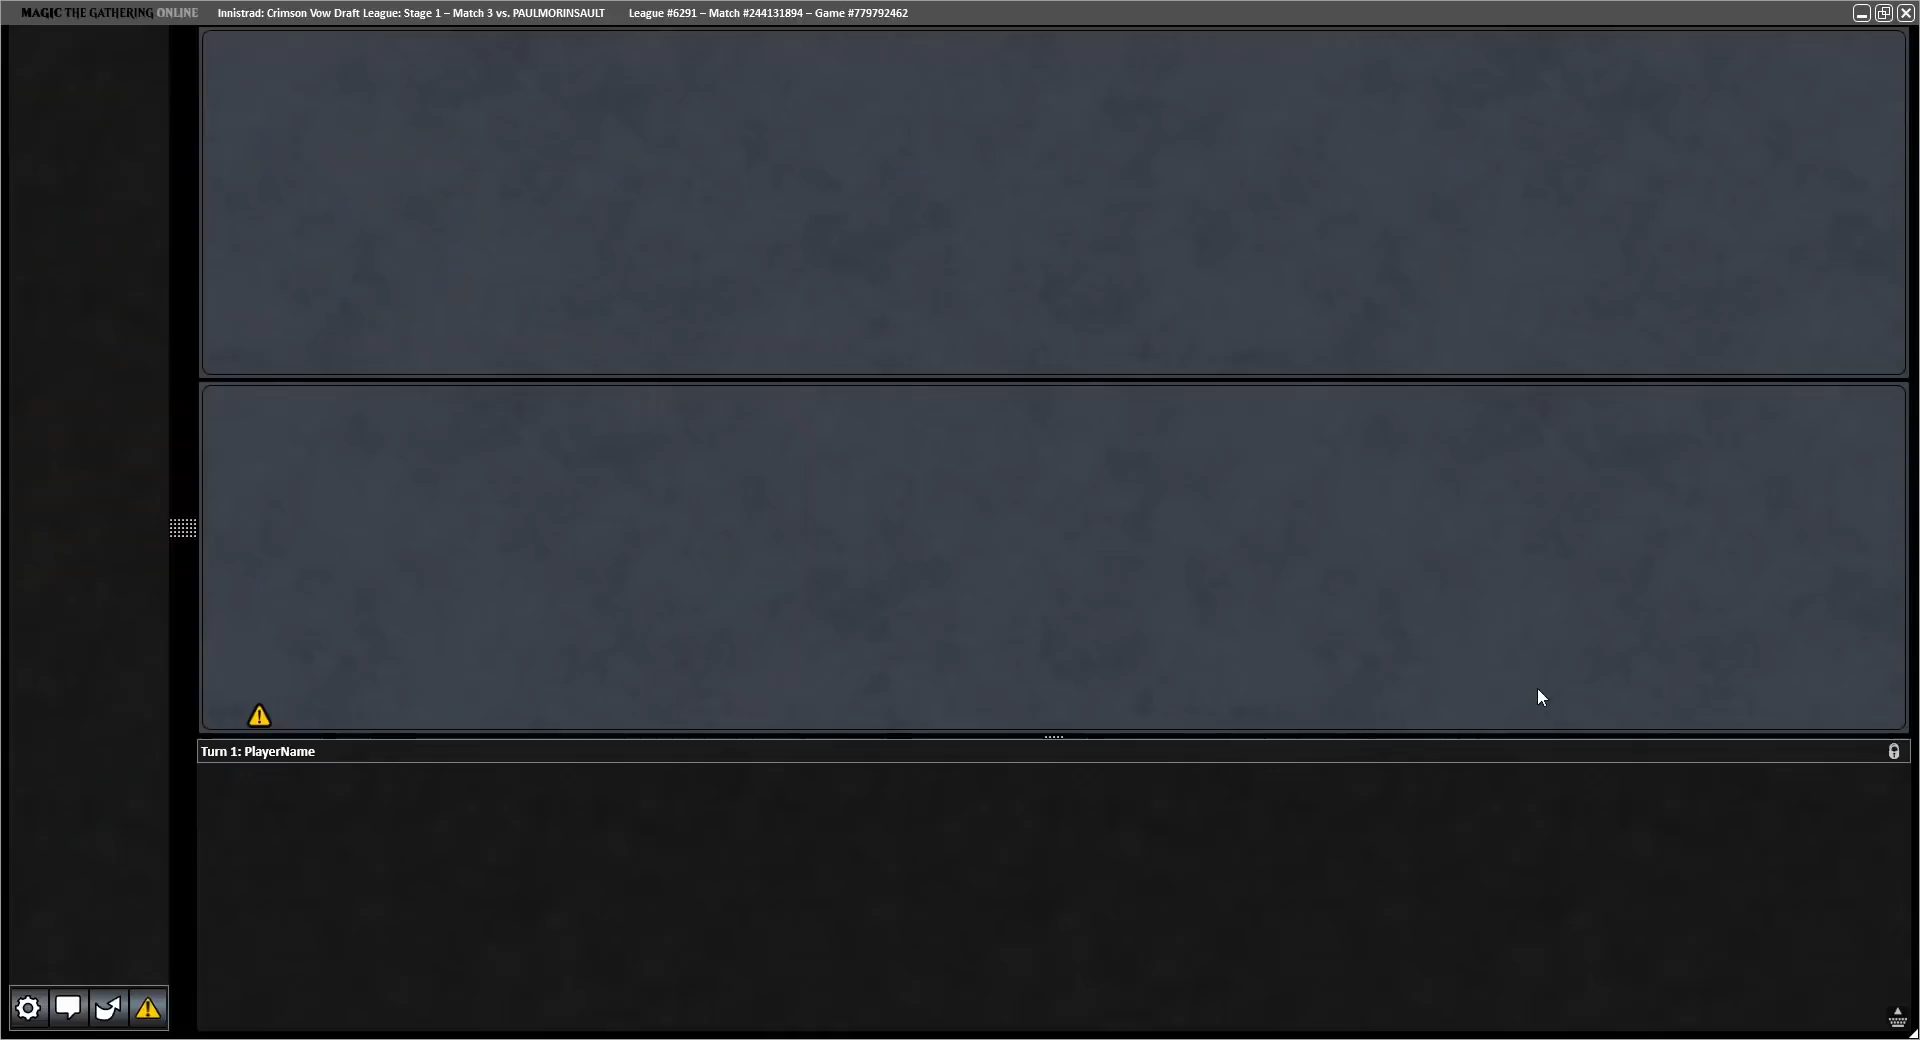 MAGIC THE GATHERING ONLINE Innistrad: Crimson Vow Draft League: Stage 1 – Match 3 vs. PAULMORINSAULT League #6291 – Match #244131894 – Game #779792462
Turn 1: PlayerName